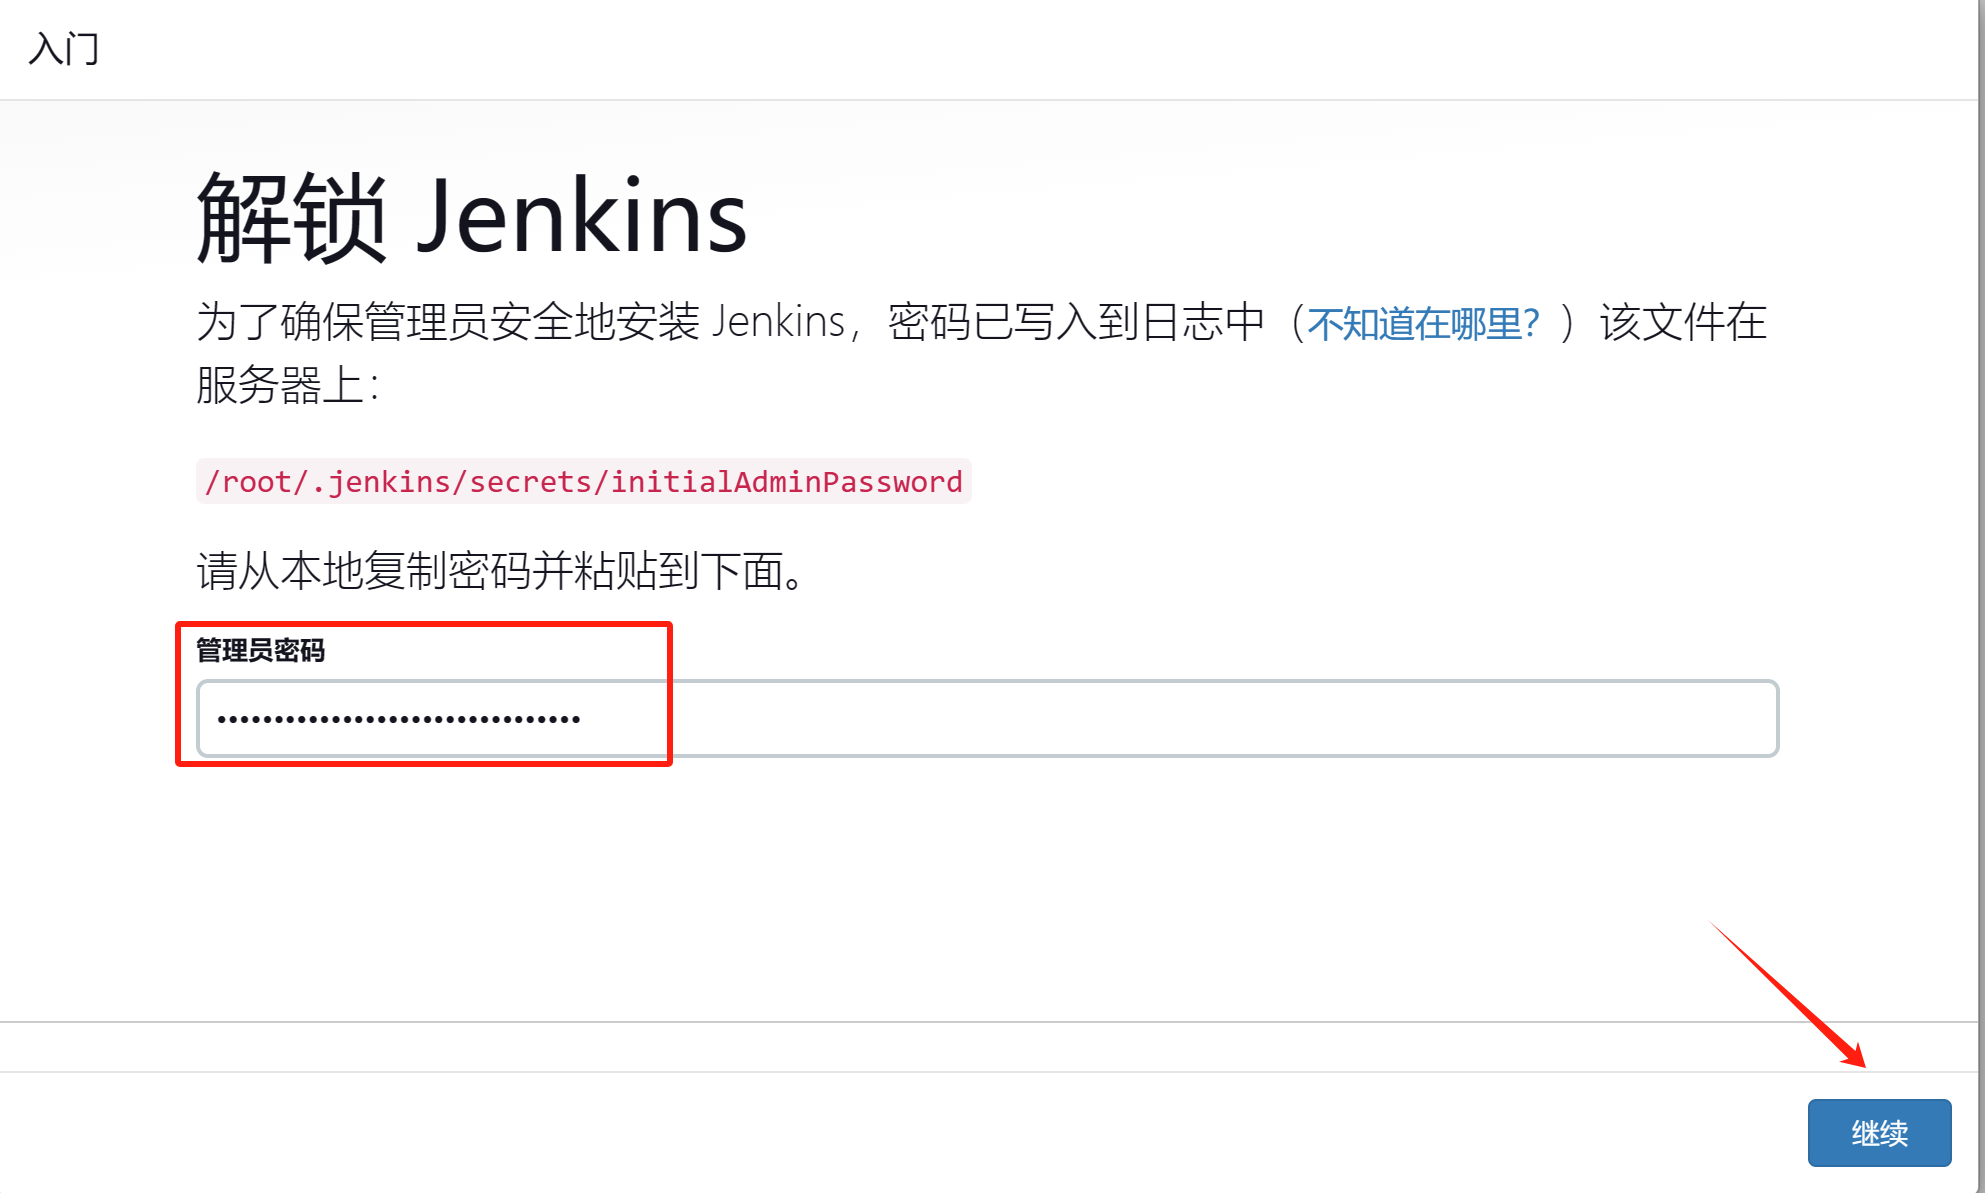 入门
解锁 Jenkins
为了确保管理员安全地安装 Jenkins，密码已写入到日志中（不知道在哪里？）该文件在
服务器上：
/root/.jenkins/secrets/initialAdminPassword
请从本地复制密码并粘贴到下面。
管理员密码
••••••••••••••••••••••••••••••••
继续